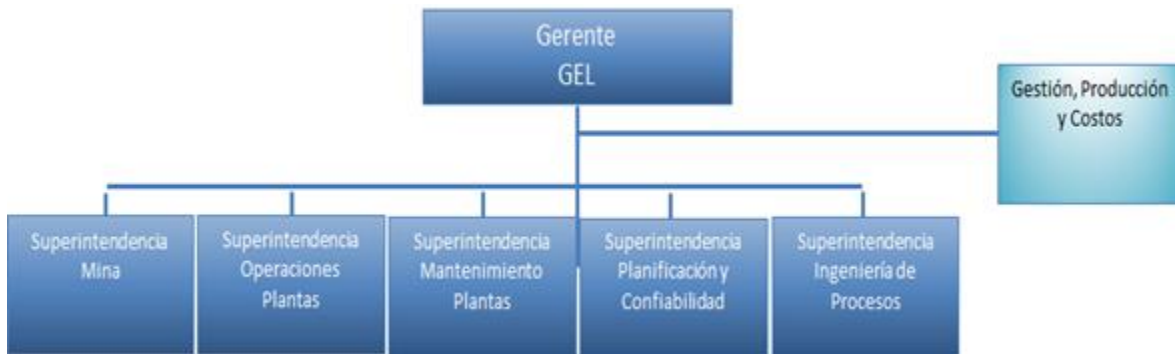 Gerente
GEL
Gestión, Producción
y Costos
Superintendencia
Mina
Superintendencia
Operaciones
Plantas
Superintendencia
Mantenimiento
Plantas
Superintendencia
Planificación y
Confiabilidad
Superintendencia
Ingeniería de
Procesos